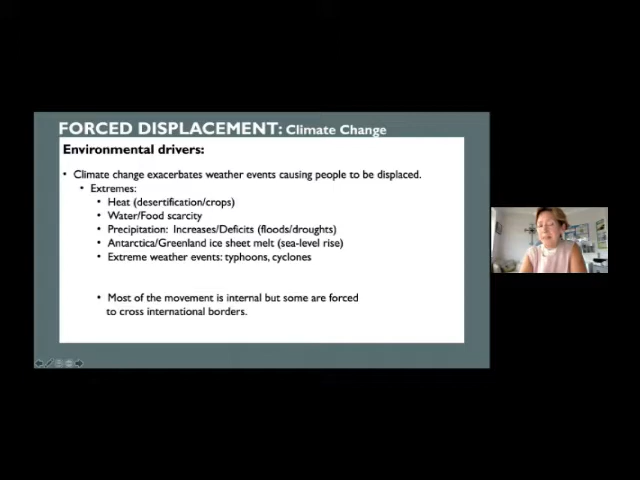 FORCED DISPLACEMENT: Climate Change
Environmental drivers:
• Climate change exacerbates weather events causing people to be displaced.
• Extremes:
• Heat (desertification/crops)
• Water/Food scarcity
• Precipitation: Increases/Deficits (floods/droughts)
• Antarctica/Greenland ice sheet melt (sea-level rise)
• Extreme weather events: typhoons, cyclones
• Most of the movement is internal but some are forced
to cross international borders.